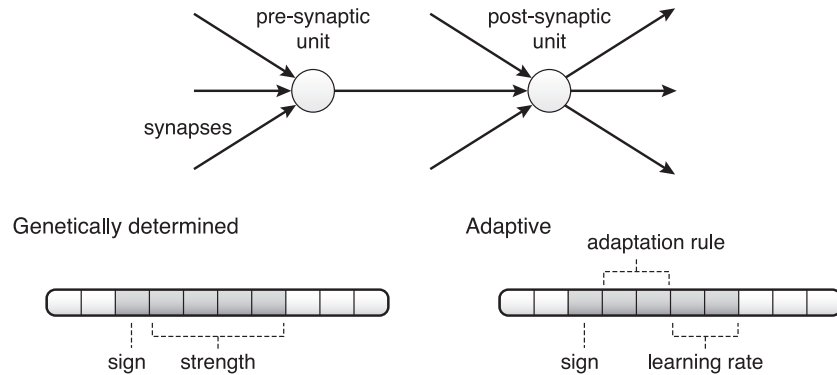 pre-synaptic
unit
post-synaptic
unit
synapses
Genetically determined
Adaptive
adaptation rule
sign
strength
sign
learning rate